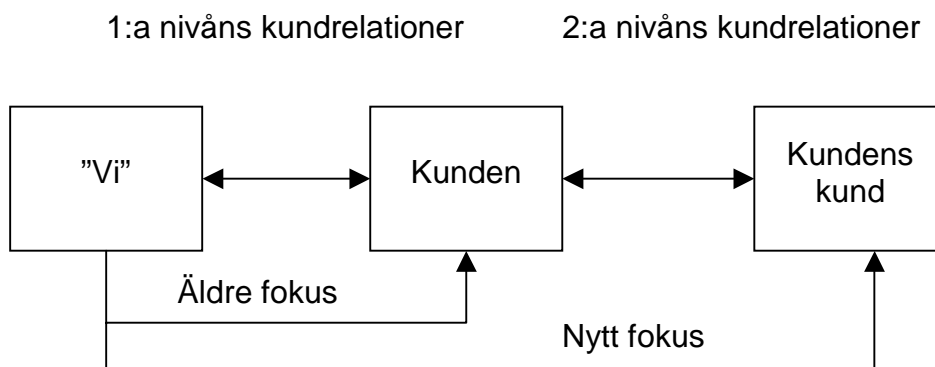 1:a nivåns kundrelationer 2:a nivåns kundrelationer
”Vi”
Kunden
Kundens
kund
Äldre fokus
Nytt fokus